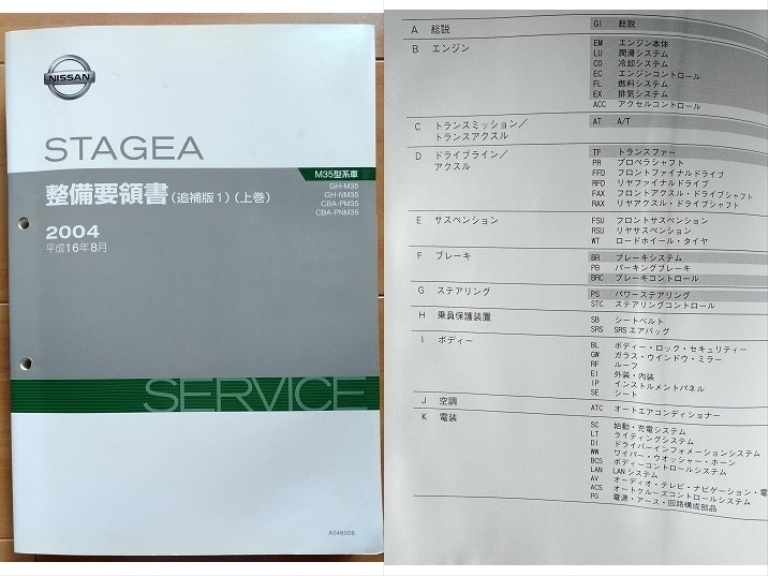 NISSAN
STAGEA
M35型系車
整備要領書(追補版1)(上巻)
GH-M35
GH-NM35
CBA-PM35
CBA-PNM35
2004
平成16年8月
SERVICE
A046006
A 総説
GI 総説
B エンジン
EM エンジン本体
LU 潤滑システム
CO 冷却システム
EC エンジンコントロール
FL 燃料システム
EX 排気システム
ACC アクセルコントロール
C トランスミッション/
トランスアクスル
AT A/T
D ドライブライン/
アクスル
TF トランスファー
PR プロペラシャフト
FFD フロントファイナルドライブ
RFD リヤファイナルドライブ
FAX フロントアクスル・ドライブシャフト
RAX リヤアクスル・ドライブシャフト
E サスペンション
FSU フロントサスペンション
RSU リヤサスペンション
WT ロードホイール・タイヤ
F ブレーキ
BR ブレーキシステム
PB パーキングブレーキ
BRC ブレーキコントロール
G ステアリング
PS パワーステアリング
STC ステアリングコントロール
H 乗員保護装置
SB シートベルト
SRS SRSエアバッグ
I ボディー
BL ボディー・ロック・セキュリティー
GW ガラス・ウインドウ・ミラー
RF ルーフ
EI 外装・内装
IP インストルメントパネル
SE シート
J 空調
ATC オートエアコンディショナー
K 電装
SC 始動・充電システム
LT ライティングシステム
DI ドライバーインフォメーションシステム
WW ワイパー・ウオッシャー・ホーン
BCS ボディーコントロールシステム
LAN LANシステム
AV オーディオ・テレビ・ナビゲーション・電
ACS オートクルーズコントロールシステム
PG 電源・アース・回路構成部品